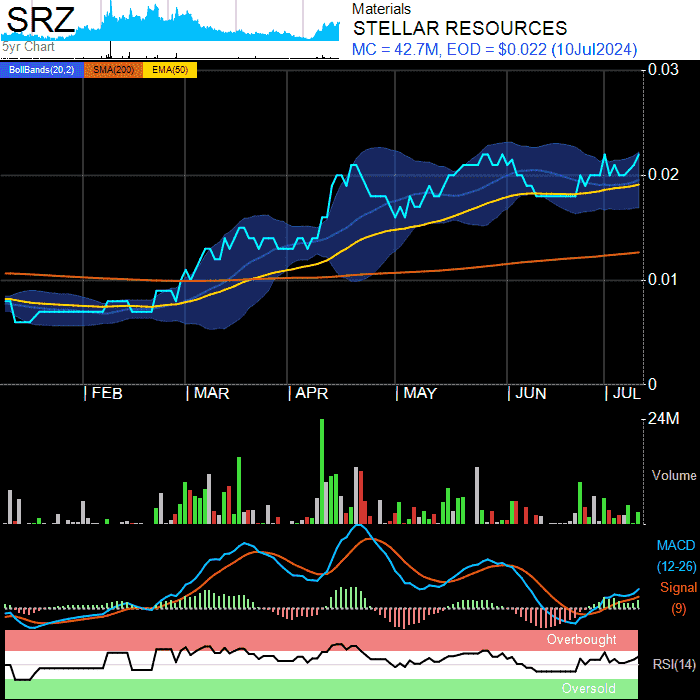 SRZ
5yr Chart
Materials
STELLAR RESOURCES
MC = 42.7M, EOD = $0.022 (10Jul2024)
BollBands(20,2) SMA(200) EMA(50)
0.03
0.02
0.01
0
FEB MAR APR MAY JUN JUL
24M
Volume
MACD
(12-26)
Signal
(9)
Overbought
RSI(14)
Oversold